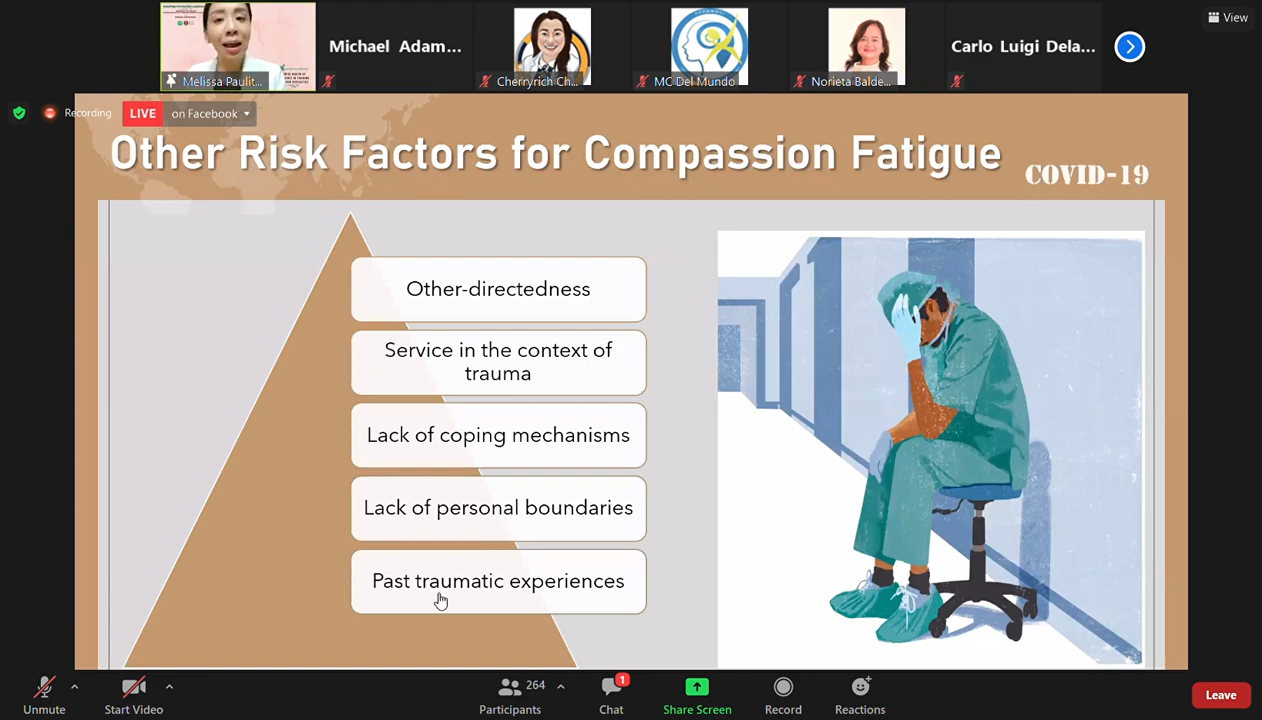 View
Michael Adam...
Carlo Luigi Dela...
Melissa Paulit...
Cherryrich Ch...
MC Del Mundo
Norieta Balde...
Recording
LIVE
on Facebook
Other Risk Factors for Compassion Fatigue
COVID-19
Other-directedness
Service in the context of
trauma
Lack of coping mechanisms
Lack of personal boundaries
Past traumatic experiences
Unmute
Start Video
264
Participants
1
Chat
Share Screen
Record
Reactions
Leave